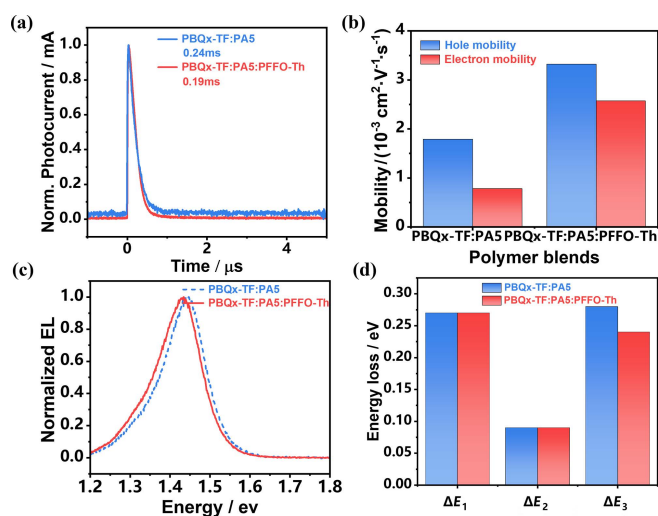 (a)
PBQx-TF:PA5
0.24ms
PBQx-TF:PA5:PFFO-Th
0.19ms
Norm. Photocurrent / mA
1.0
0.8
0.6
0.4
0.2
0.0
0 2 4
Time / μs
(b)
Hole mobility
Electron mobility
Mobility/(10⁻³ cm²·V⁻¹·s⁻¹)
4
3
2
1
0
PBQx-TF:PA5 PBQx-TF:PA5:PFFO-Th
Polymer blends
(c)
PBQx-TF:PA5
PBQx-TF:PA5:PFFO-Th
Normalized EL
1.0
0.8
0.6
0.4
0.2
0.0
1.2 1.3 1.4 1.5 1.6 1.7 1.8
Energy / ev
(d)
PBQx-TF:PA5
PBQx-TF:PA5:PFFO-Th
Energy loss / eV
0.30
0.25
0.20
0.15
0.10
0.05
0.00
ΔE₁ ΔE₂ ΔE₃